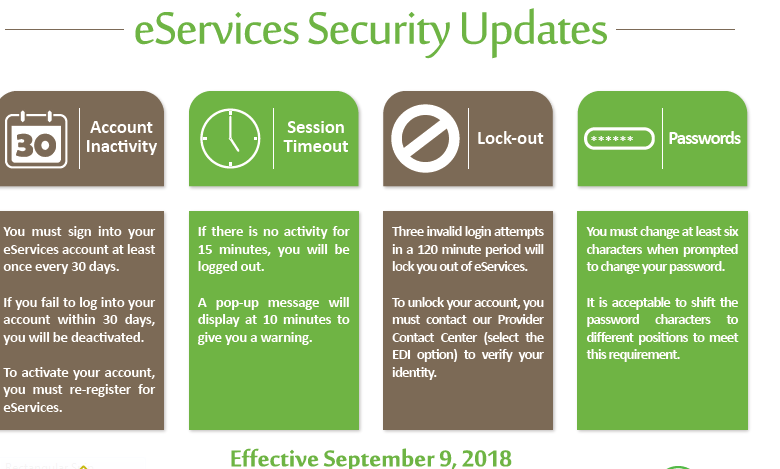 eServices Security Updates
30
Account
Inactivity
Session
Timeout
Lock-out
******
Passwords
You must sign into your
eServices account at least
once every 30 days.
If you fail to log into your
account within 30 days,
you will be deactivated.
To activate your account,
you must re-register for
eServices.
If there is no activity for
15 minutes, you will be
logged out.
A pop-up message will
display at 10 minutes to
give you a warning.
Three invalid login attempts
in a 120 minute period will
lock you out of eServices.
To unlock your account, you
must contact our Provider
Contact Center (select the
EDI option) to verify your
identity.
You must change at least six
characters when prompted
to change your password.
It is acceptable to shift the
password characters to
different positions to meet
this requirement.
Effective September 9, 2018